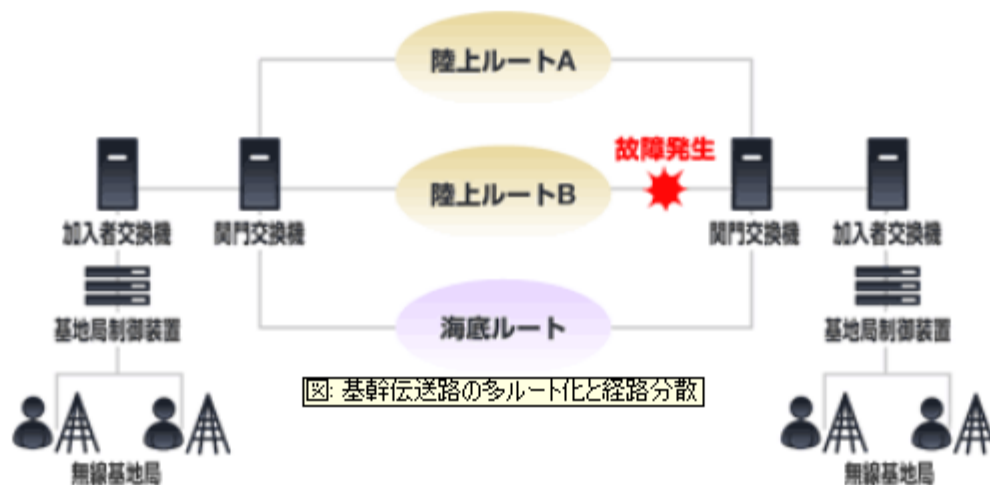 陸上ルートA
故障発生
陸上ルートB
加入者交換機
関門交換機
関門交換機
加入者交換機
海底ルート
基地局制御装置
基地局制御装置
図: 基幹伝送路の多ルート化と経路分散
無線基地局
無線基地局